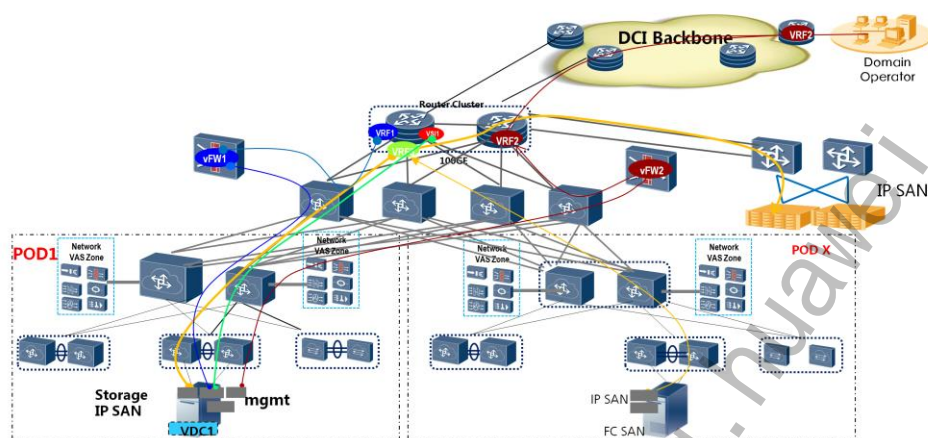 DCI Backbone
VRF2
Domain
Operator
Router Cluster
VRF1
VRF2
100GE
vFW1
vFW2
IP SAN
POD1
Network
VAS Zone
Network
VAS Zone
Network
VAS Zone
Network
VAS Zone
POD X
Storage
IP SAN
mgmt
VDC1
IP SAN
FC SAN
huawei